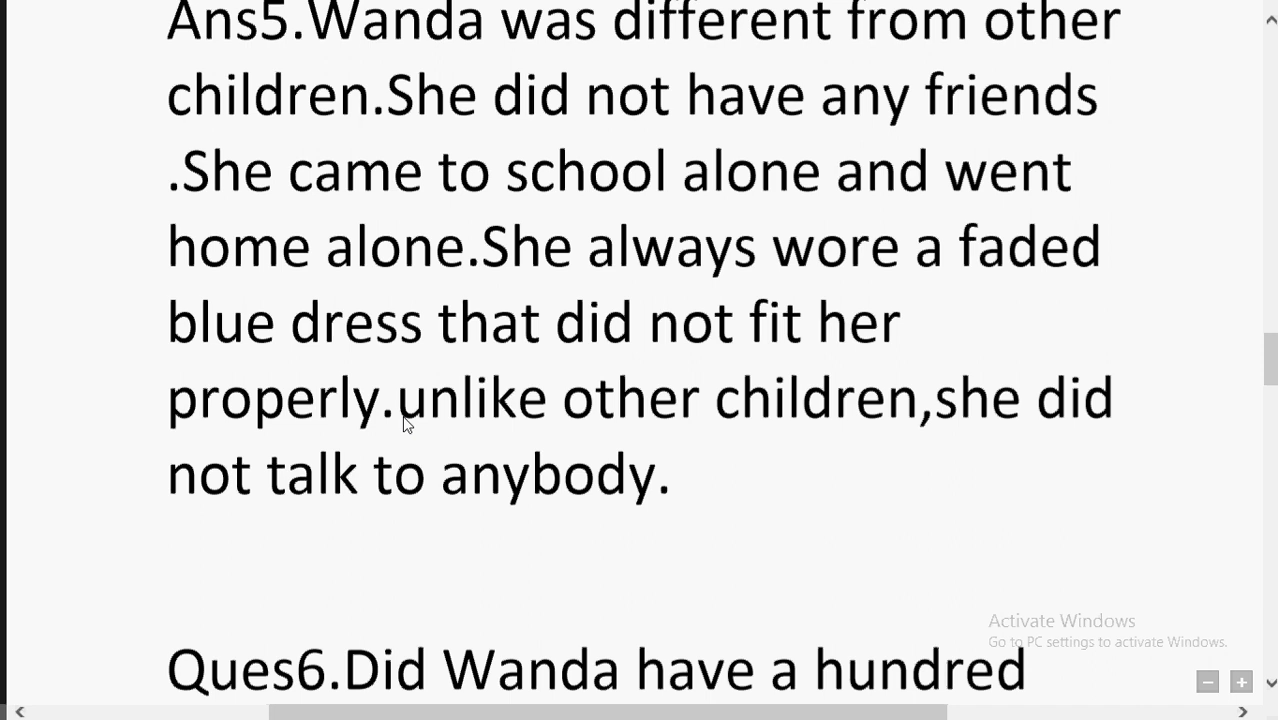 Ans5.Wanda was different from other
children.She did not have any friends
.She came to school alone and went
home alone.She always wore a faded
blue dress that did not fit her
properly.unlike other children,she did
not talk to anybody.
Activate Windows
Go to PC settings to activate Windows.
Ques6.Did Wanda have a hundred